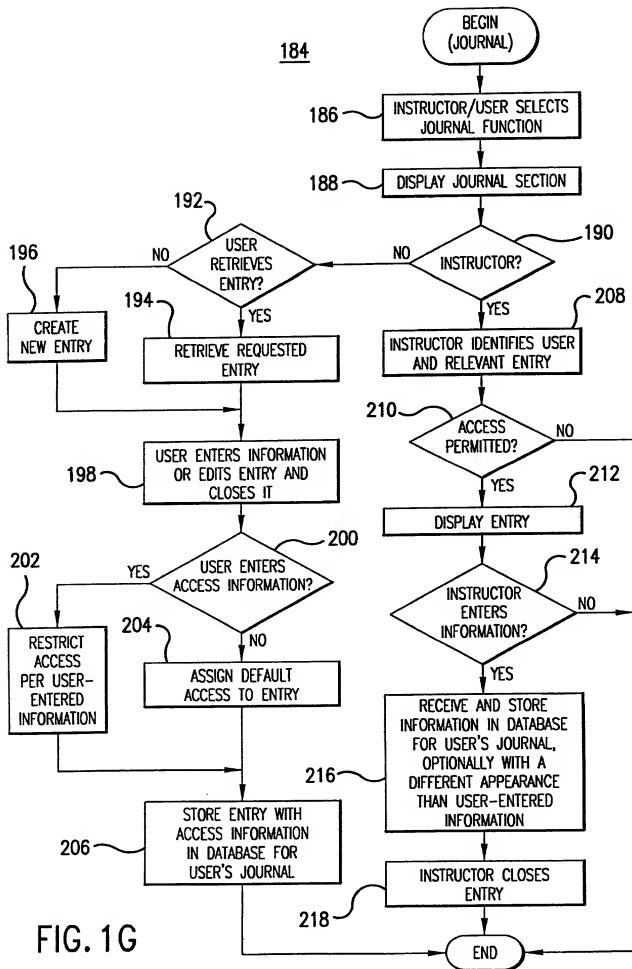 BEGIN
(JOURNAL)
184
186
INSTRUCTOR/USER SELECTS
JOURNAL FUNCTION
188
DISPLAY JOURNAL SECTION
192
USER
RETRIEVES
ENTRY?
NO
YES
190
INSTRUCTOR?
NO
YES
196
CREATE
NEW ENTRY
194
RETRIEVE REQUESTED
ENTRY
208
INSTRUCTOR IDENTIFIES USER
AND RELEVANT ENTRY
210
ACCESS
PERMITTED?
NO
YES
198
USER ENTERS INFORMATION
OR EDITS ENTRY AND
CLOSES IT
212
DISPLAY ENTRY
200
USER ENTERS
ACCESS INFORMATION?
YES
NO
214
INSTRUCTOR
ENTERS
INFORMATION?
NO
YES
202
RESTRICT
ACCESS
PER USER-
ENTERED
INFORMATION
204
ASSIGN DEFAULT
ACCESS TO ENTRY
216
RECEIVE AND STORE
INFORMATION IN DATABASE
FOR USER'S JOURNAL,
OPTIONALLY WITH A
DIFFERENT APPEARANCE
THAN USER-ENTERED
INFORMATION
206
STORE ENTRY WITH
ACCESS INFORMATION
IN DATABASE FOR
USER'S JOURNAL
218
INSTRUCTOR CLOSES
ENTRY
END
FIG. 1G